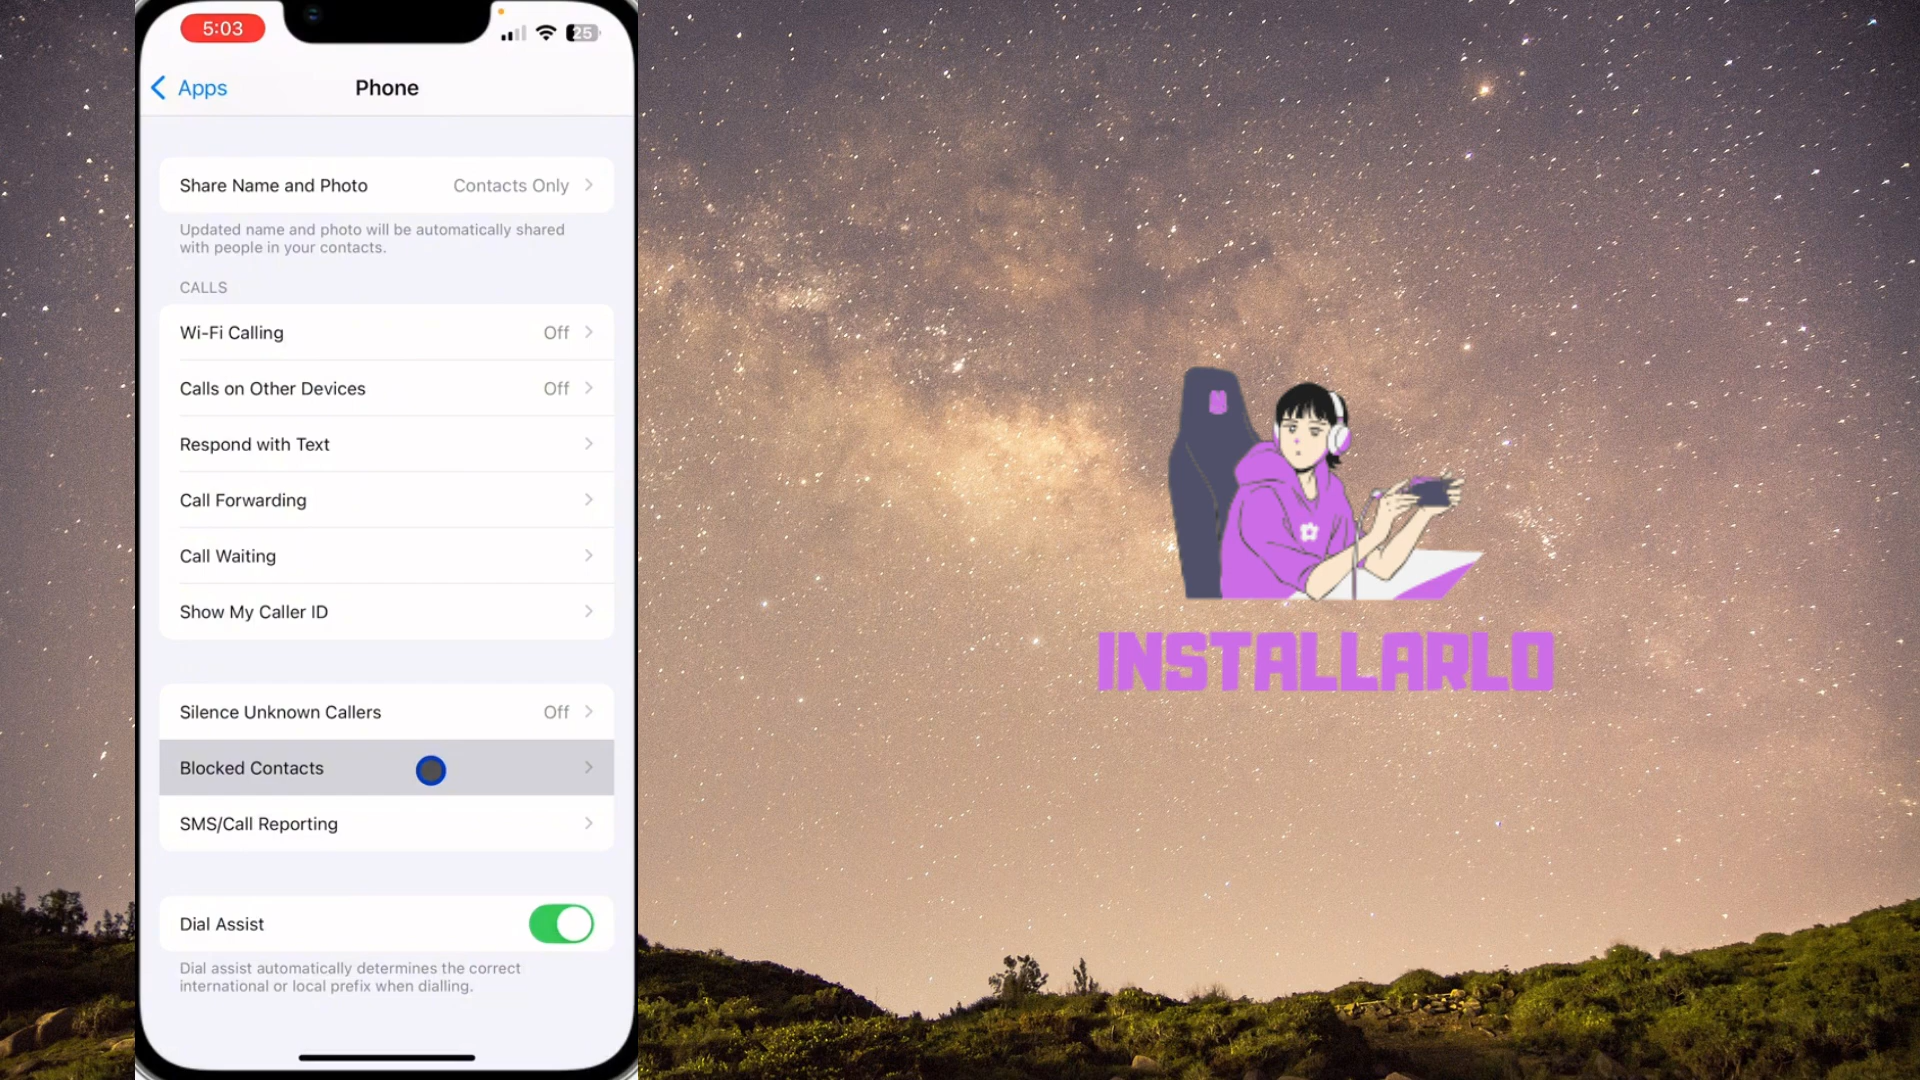 5:03
25
Apps
Phone
Share Name and Photo
Contacts Only
Updated name and photo will be automatically shared
with people in your contacts.
CALLS
Wi-Fi Calling
Off
Calls on Other Devices
Off
Respond with Text
Call Forwarding
Call Waiting
Show My Caller ID
Silence Unknown Callers
Off
Blocked Contacts
SMS/Call Reporting
Dial Assist
Dial assist automatically determines the correct
international or local prefix when dialling.
INSTALLARLO